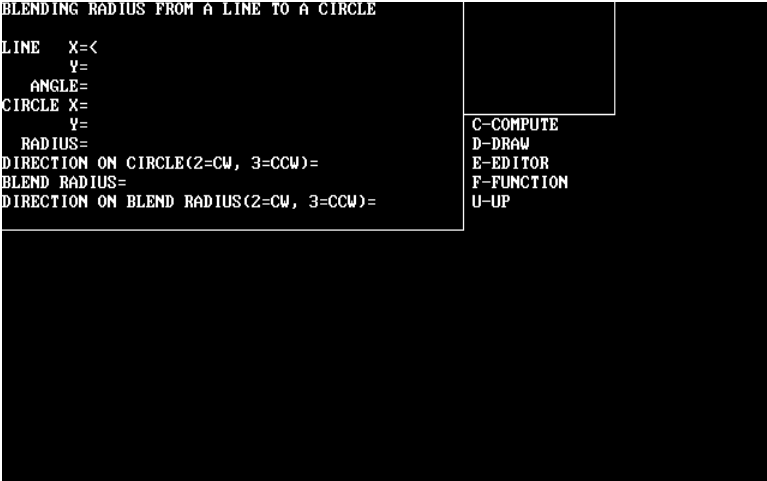 BLENDING RADIUS FROM A LINE TO A CIRCLE
LINE X=<
Y=
ANGLE=
CIRCLE X=
Y=
RADIUS=
DIRECTION ON CIRCLE(2=CW, 3=CCW)=
BLEND RADIUS=
DIRECTION ON BLEND RADIUS(2=CW, 3=CCW)=
C-COMPUTE
D-DRAW
E-EDITOR
F-FUNCTION
U-UP